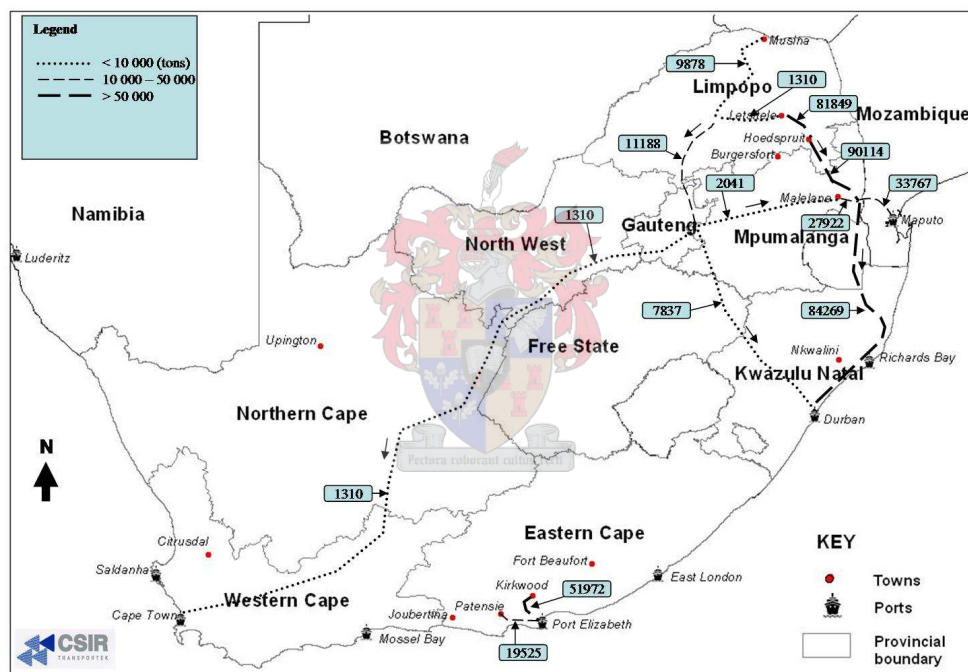 Legend
< 10 000 (tons)
10 000 – 50 000
> 50 000
Musina
9878
Limpopo
1310
Letsitele
81849
Mozambique
Botswana
Hoedspruit
11188
Burgersfort
90114
2041
33767
Namibia
Malelane
Maputo
1310
Gauteng
27922
North West
Mpumalanga
Luderitz
7837
84269
Upington
Free State
Nkwalini
Richards Bay
Kwazulu Natal
Northern Cape
Durban
N
Pectora roborant cultus recti
1310
Eastern Cape
Citrusdal
KEY
Fort Beaufort
Saldanha
Kirkwood
51972
East London
Towns
Western Cape
Patensie
Cape Town
Joubertina
Port Elizabeth
Ports
Mossel Bay
CSIR
TRANSPORTEK
19525
Provincial
boundary